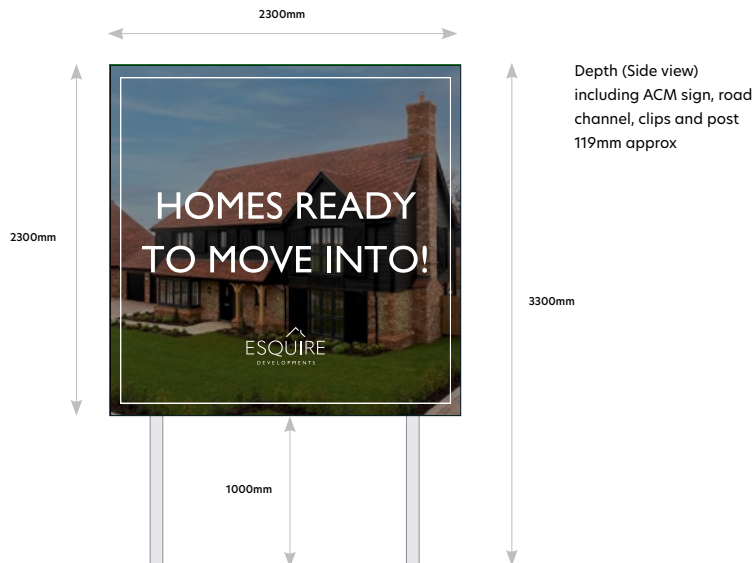 2300mm
Depth (Side view)
including ACM sign, road
channel, clips and post
119mm approx
HOMES READY
TO MOVE INTO!
2300mm
3300mm
ESQUIRE
DEVELOPMENTS
1000mm